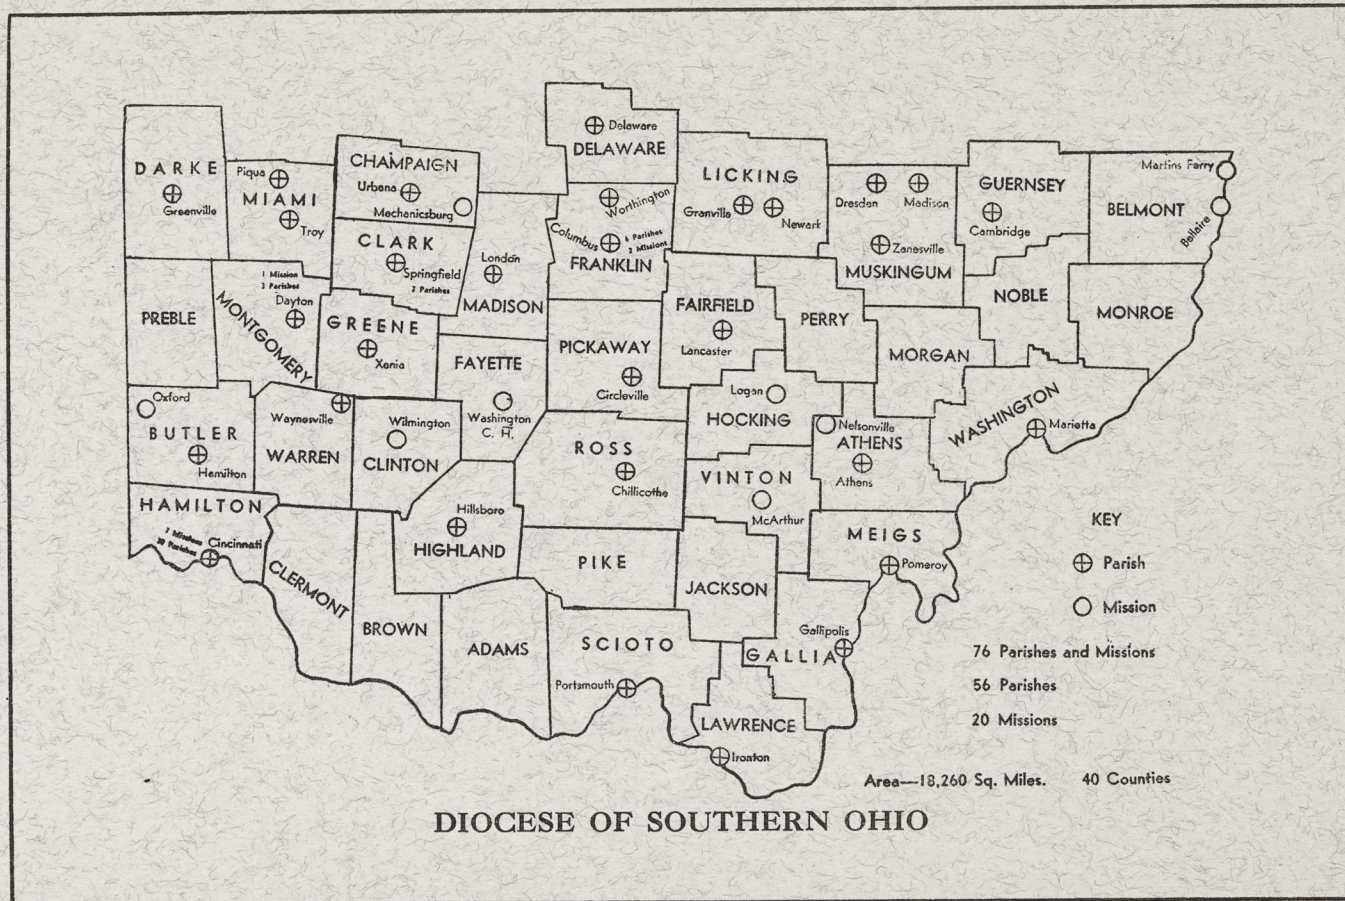 Delaware
DELAWARE
DARKE
Greenville
Piqua
MIAMI
Troy
CHAMPAIGN
Urbana
Mechanicsburg
CLARK
Springfield
2 Parishes
London
MADISON
Worthington
Columbus
6 Parishes
2 Missions
FRANKLIN
LICKING
Granville
Newark
Dresden
Madison
Zanesville
MUSKINGUM
GUERNSEY
Cambridge
Martins Ferry
BELMONT
Bellaire
PREBLE
1 Mission
3 Parishes
Dayton
MONTGOMERY
GREENE
Xenia
FAYETTE
Washington
C. H.
PICKAWAY
Circleville
FAIRFIELD
Lancaster
PERRY
MORGAN
NOBLE
MONROE
Oxford
BUTLER
Hamilton
Waynesville
WARREN
Wilmington
CLINTON
ROSS
Chillicothe
Logan
HOCKING
Nelsonville
ATHENS
Athens
WASHINGTON
Marietta
VINTON
McArthur
HAMILTON
7 Missions
20 Parishes
Cincinnati
CLERMONT
BROWN
Hillsboro
HIGHLAND
ADAMS
PIKE
JACKSON
MEIGS
Pomeroy
SCIOTO
Portsmouth
Gallipolis
GALLIA
LAWRENCE
Ironton
KEY
Parish
Mission
76 Parishes and Missions
56 Parishes
20 Missions
Area—18,260 Sq. Miles. 40 Counties
DIOCESE OF SOUTHERN OHIO